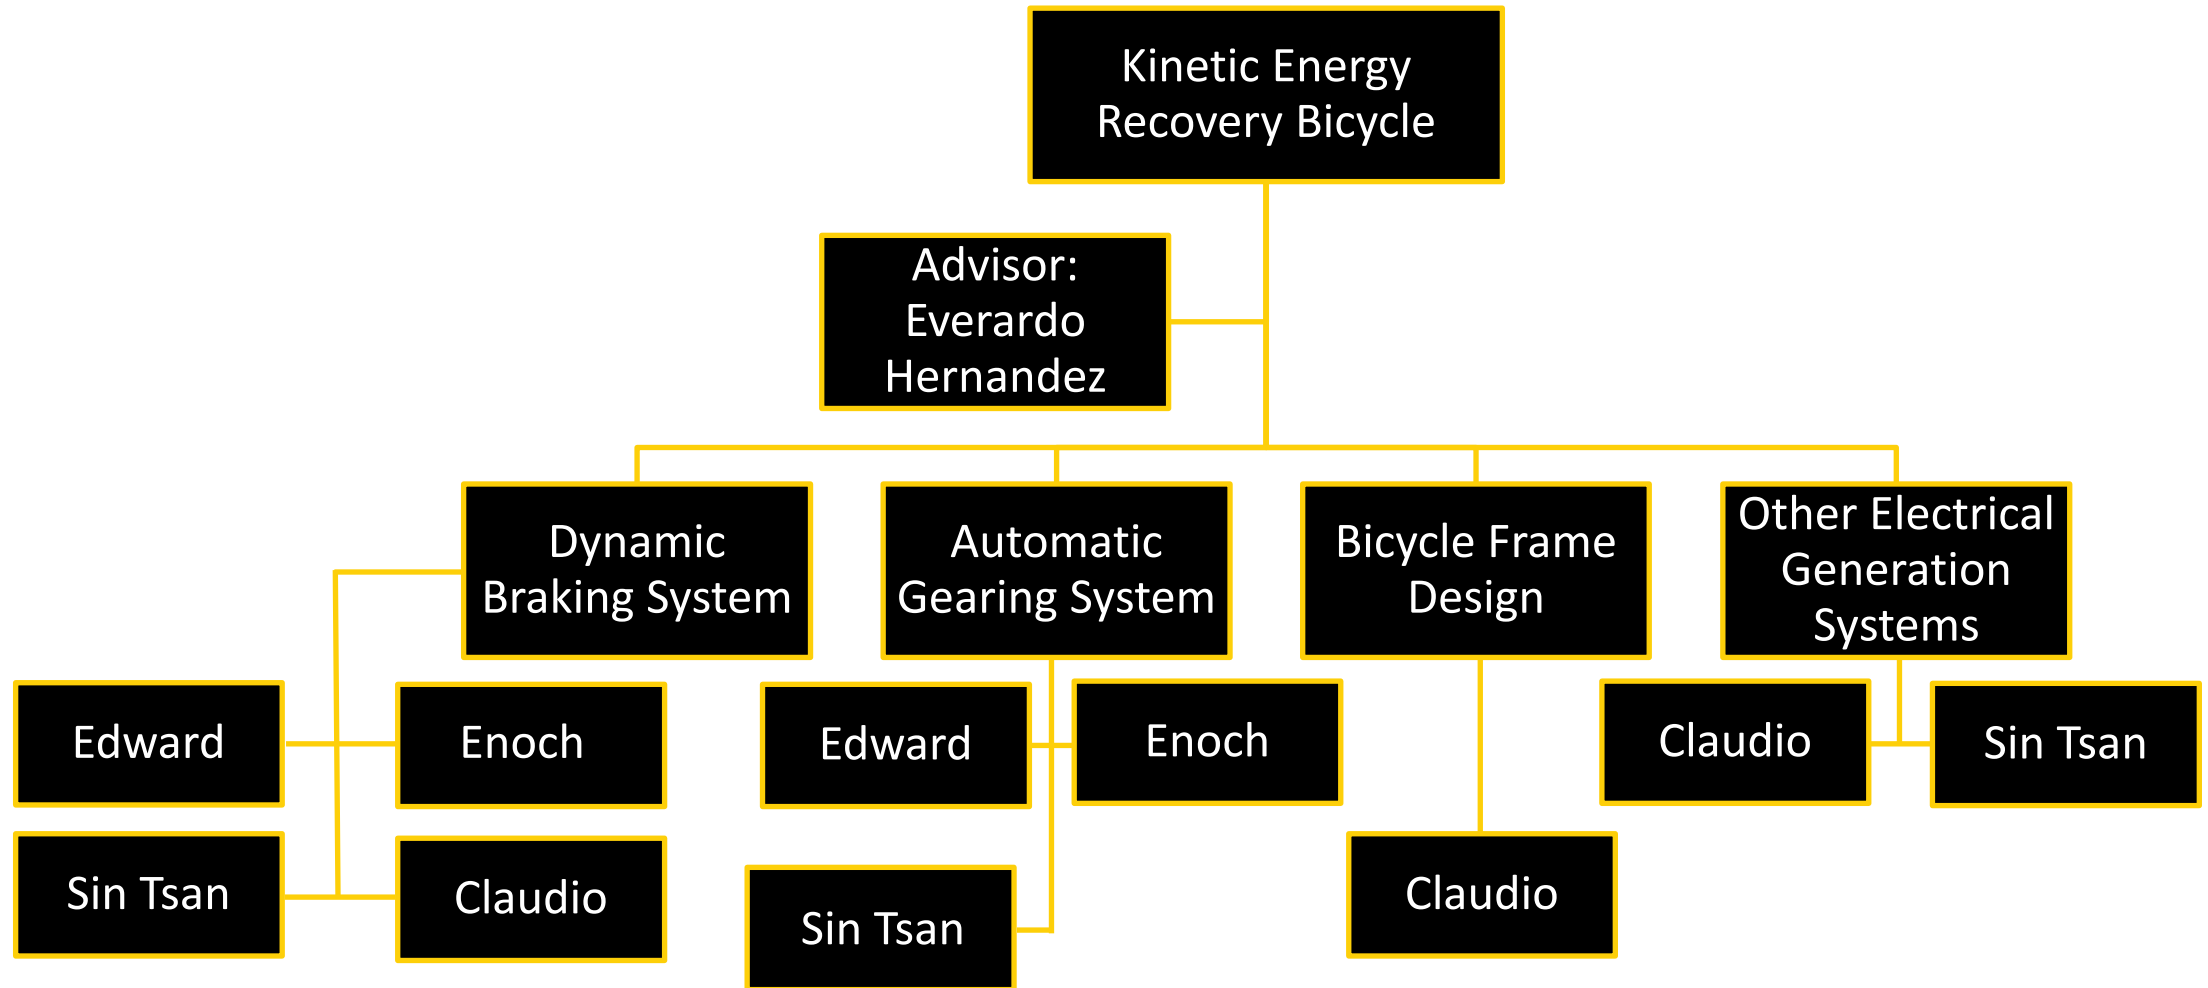 Kinetic Energy
Recovery Bicycle
Advisor:
Everardo
Hernandez
Dynamic
Braking System
Automatic
Gearing System
Bicycle Frame
Design
Other Electrical
Generation
Systems
Edward
Enoch
Sin Tsan
Claudio
Edward
Enoch
Sin Tsan
Claudio
Claudio
Sin Tsan